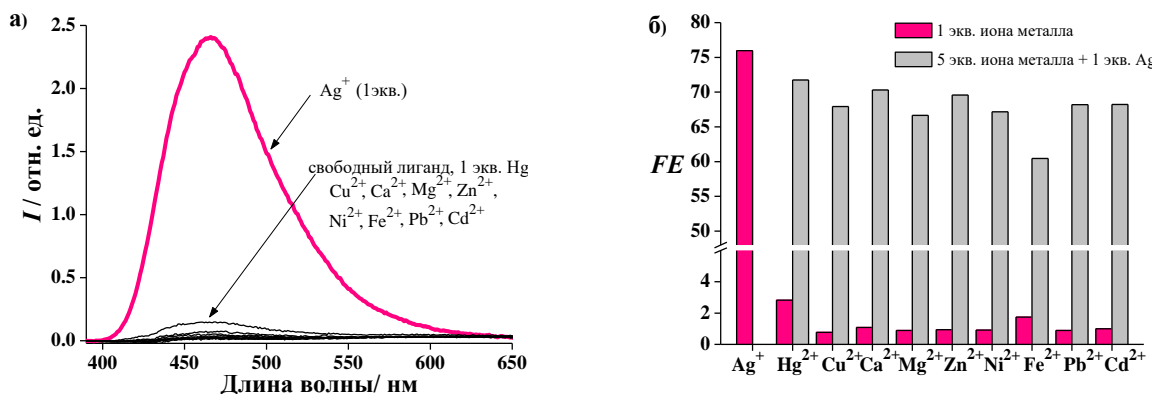 а)
I / отн. ед.
2.5
2.0
1.5
1.0
0.5
0.0
Ag⁺ (1экв.)
свободный лиганд, 1 экв. Hg
Cu²⁺, Ca²⁺, Mg²⁺, Zn²⁺,
Ni²⁺, Fe²⁺, Pb²⁺, Cd²⁺
400 450 500 550 600 650
Длина волны/ нм
б)
FE
80
75
70
65
60
55
50
4
2
0
1 экв. иона металла
5 экв. иона металла + 1 экв. Ag
Ag⁺ Hg²⁺ Cu²⁺ Ca²⁺ Mg²⁺ Zn²⁺ Ni²⁺ Fe²⁺ Pb²⁺ Cd²⁺